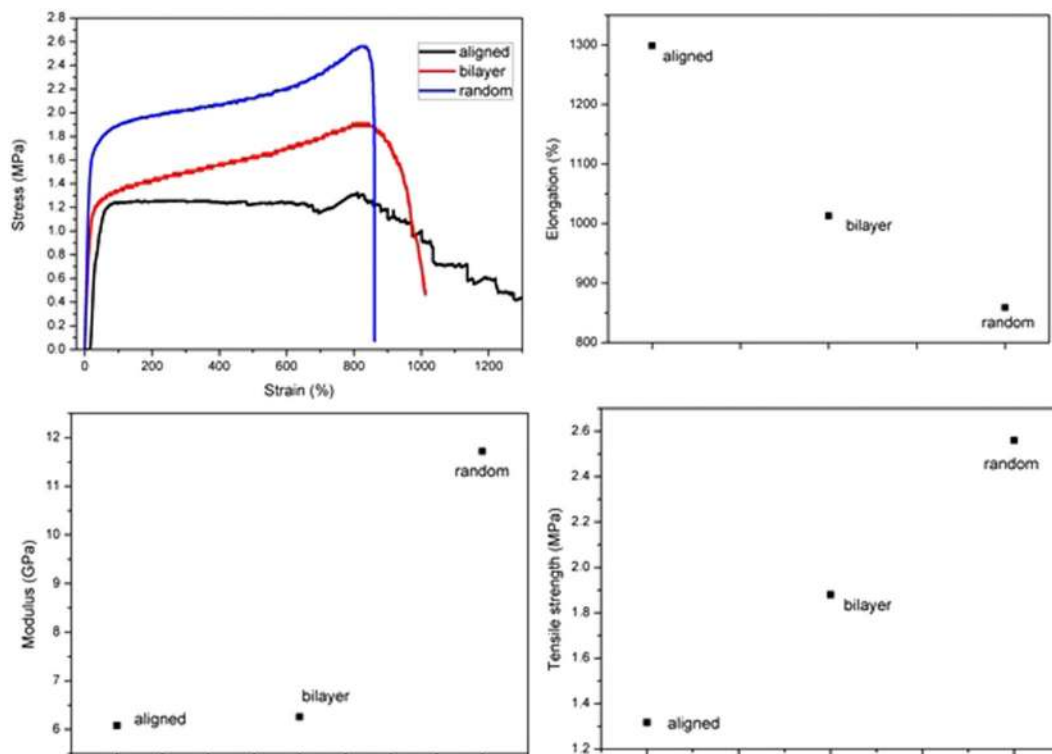 2.8
2.6
2.4
2.2
2.0
1.8
1.6
1.4
1.2
1.0
0.8
0.6
0.4
0.2
0.0
Stress (MPa)
aligned
bilayer
random
0 200 400 600 800 1000 1200
Strain (%)
1300
1200
1100
1000
900
800
Elongation (%)
aligned
bilayer
random
12
11
10
9
8
7
6
Modulus (GPa)
random
bilayer
aligned
2.6
2.4
2.2
2.0
1.8
1.6
1.4
1.2
Tensile strength (MPa)
random
bilayer
aligned